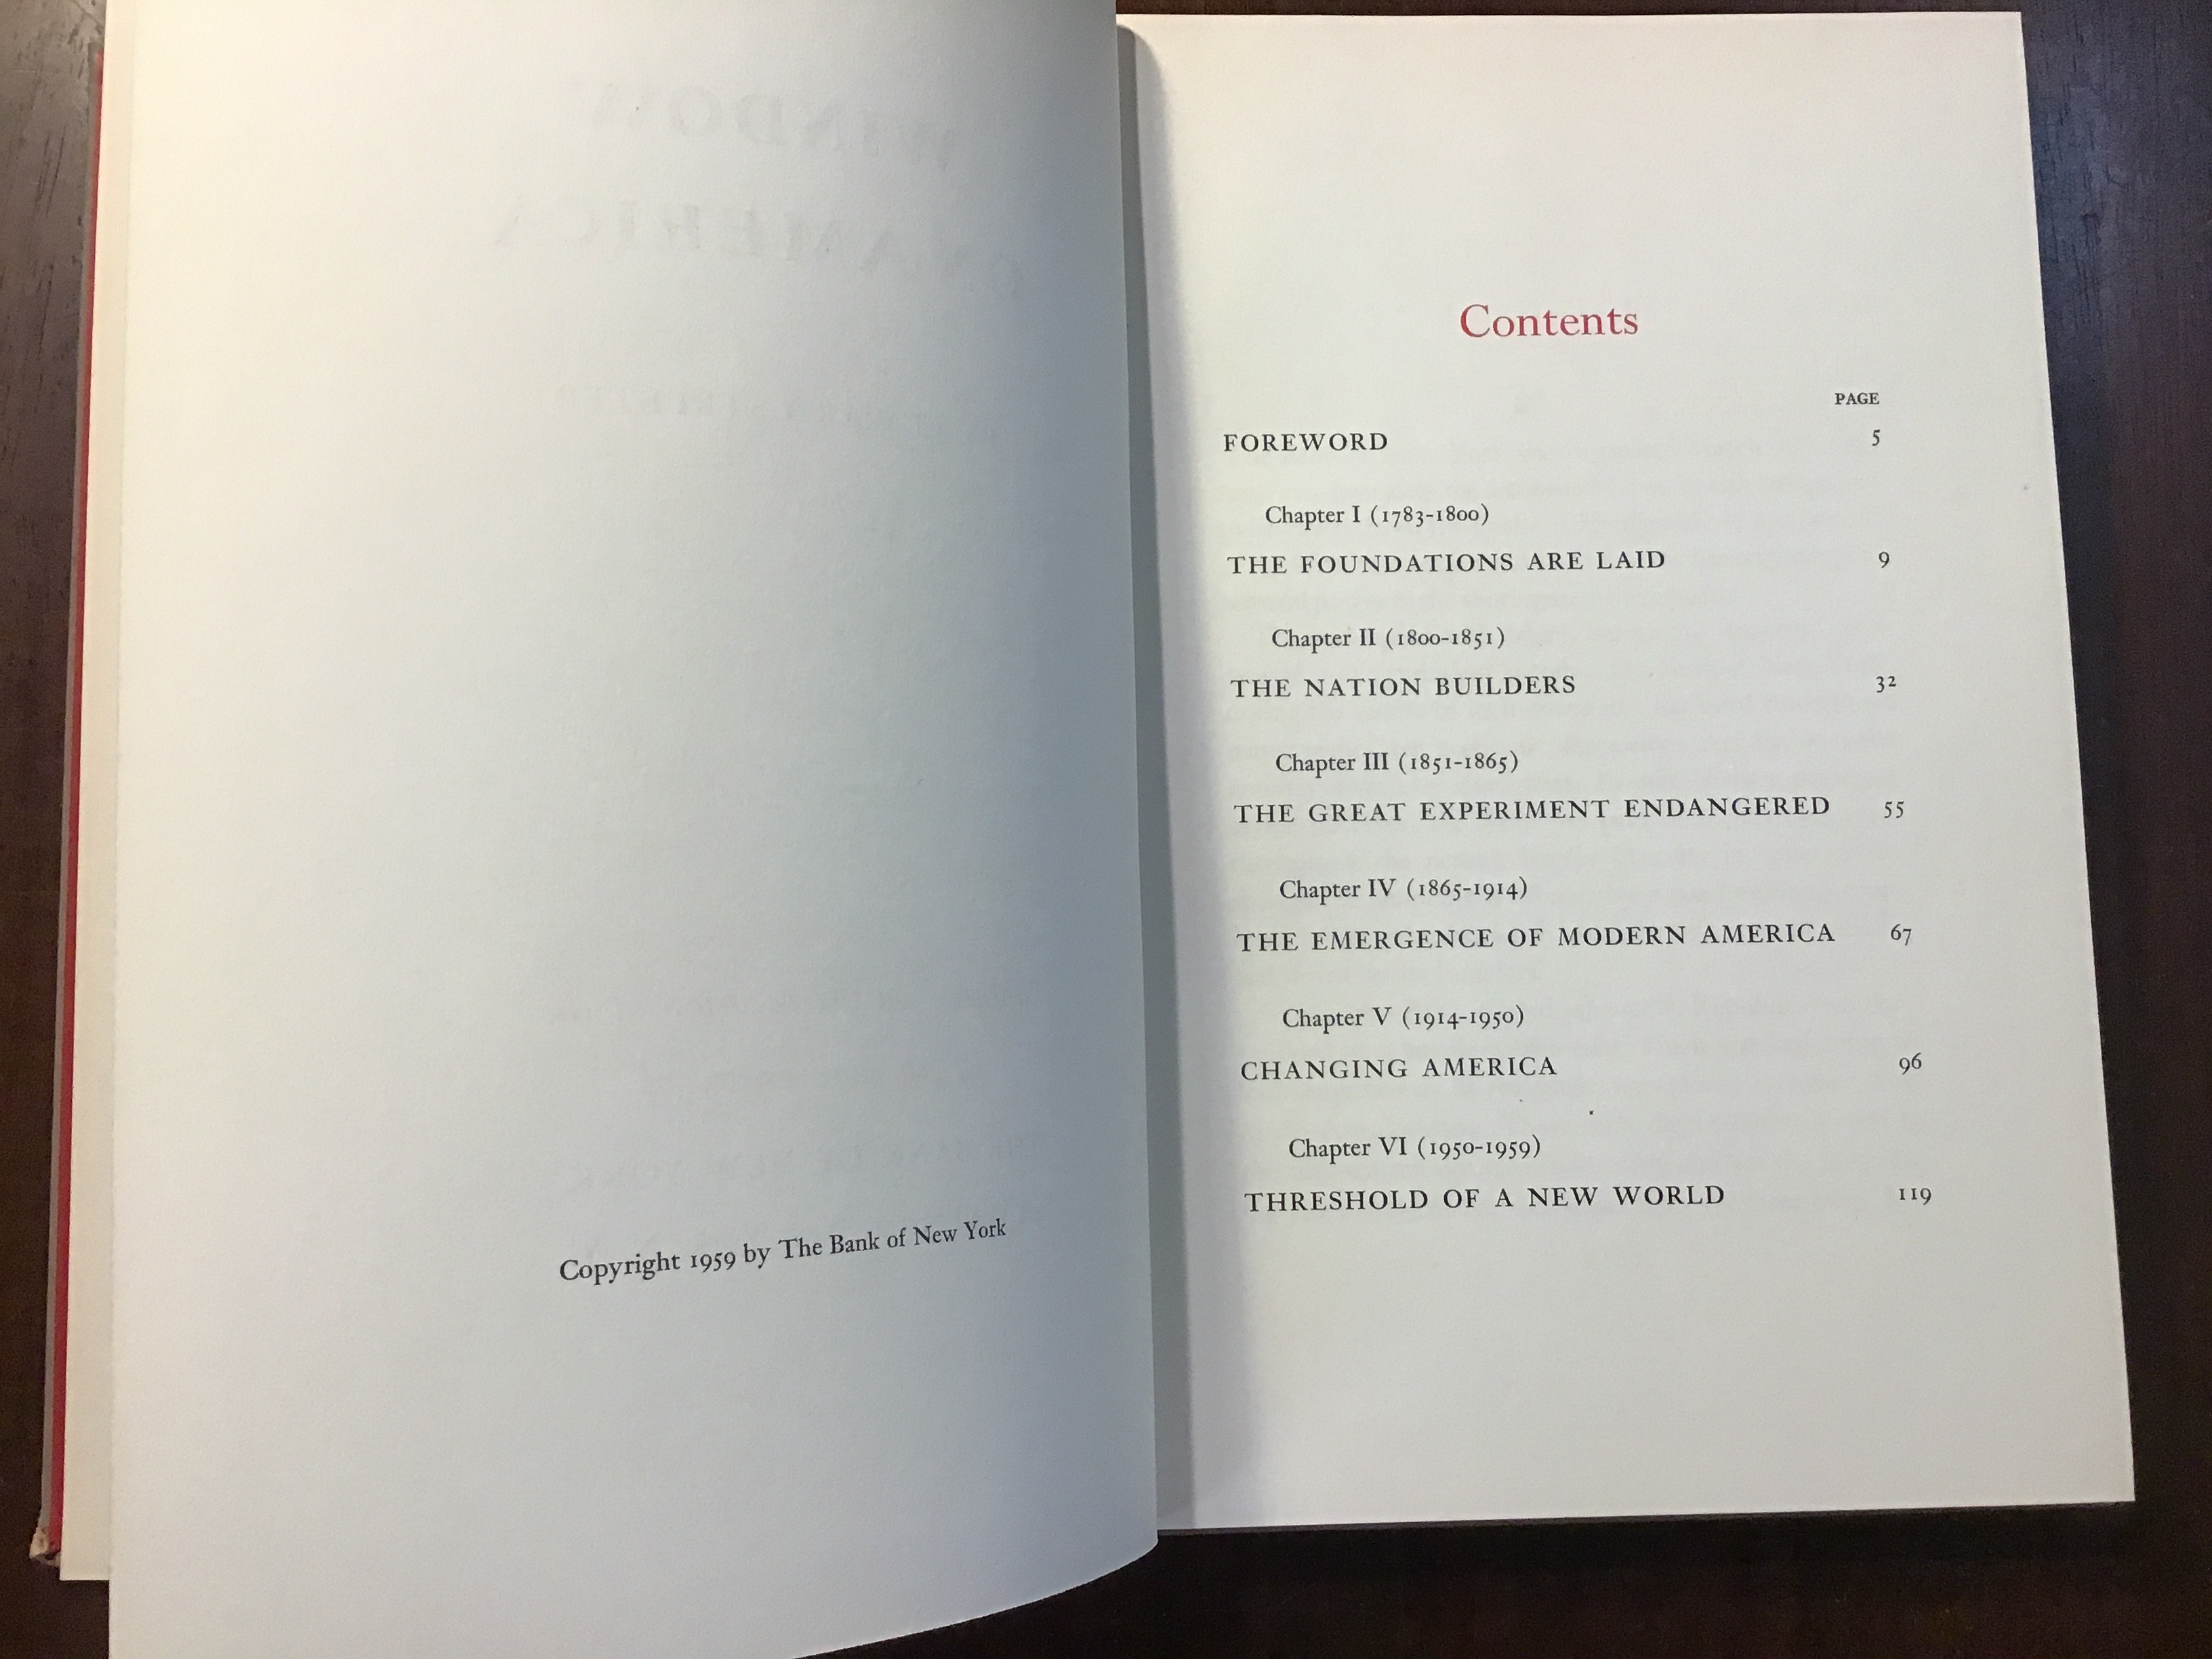 WINDOW
ON AMERICA
Copyright 1959 by The Bank of New York
Contents
PAGE
FOREWORD 5
Chapter I (1783-1800)
THE FOUNDATIONS ARE LAID 9
Chapter II (1800-1851)
THE NATION BUILDERS 32
Chapter III (1851-1865)
THE GREAT EXPERIMENT ENDANGERED 55
Chapter IV (1865-1914)
THE EMERGENCE OF MODERN AMERICA 67
Chapter V (1914-1950)
CHANGING AMERICA 96
Chapter VI (1950-1959)
THRESHOLD OF A NEW WORLD 119